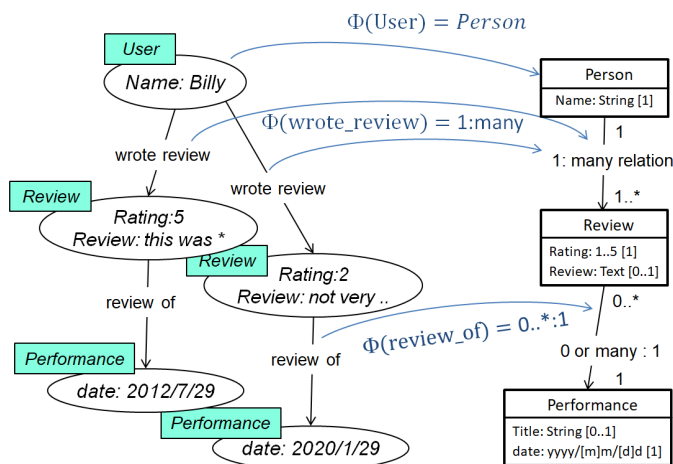 User
Name: Billy
Φ(User) = Person
Person
Name: String [1]
1
Φ(wrote_review) = 1:many
wrote review
wrote review
1: many relation
1..*
Review
Rating:5
Review: this was *
Review
Rating:2
Review: not very ..
Review
Rating: 1..5 [1]
Review: Text [0..1]
0..*
review of
Φ(review_of) = 0..*:1
review of
0 or many : 1
1
Performance
date: 2012/7/29
Performance
date: 2020/1/29
Performance
Title: String [0..1]
date: yyyy/[m]m/[d]d [1]